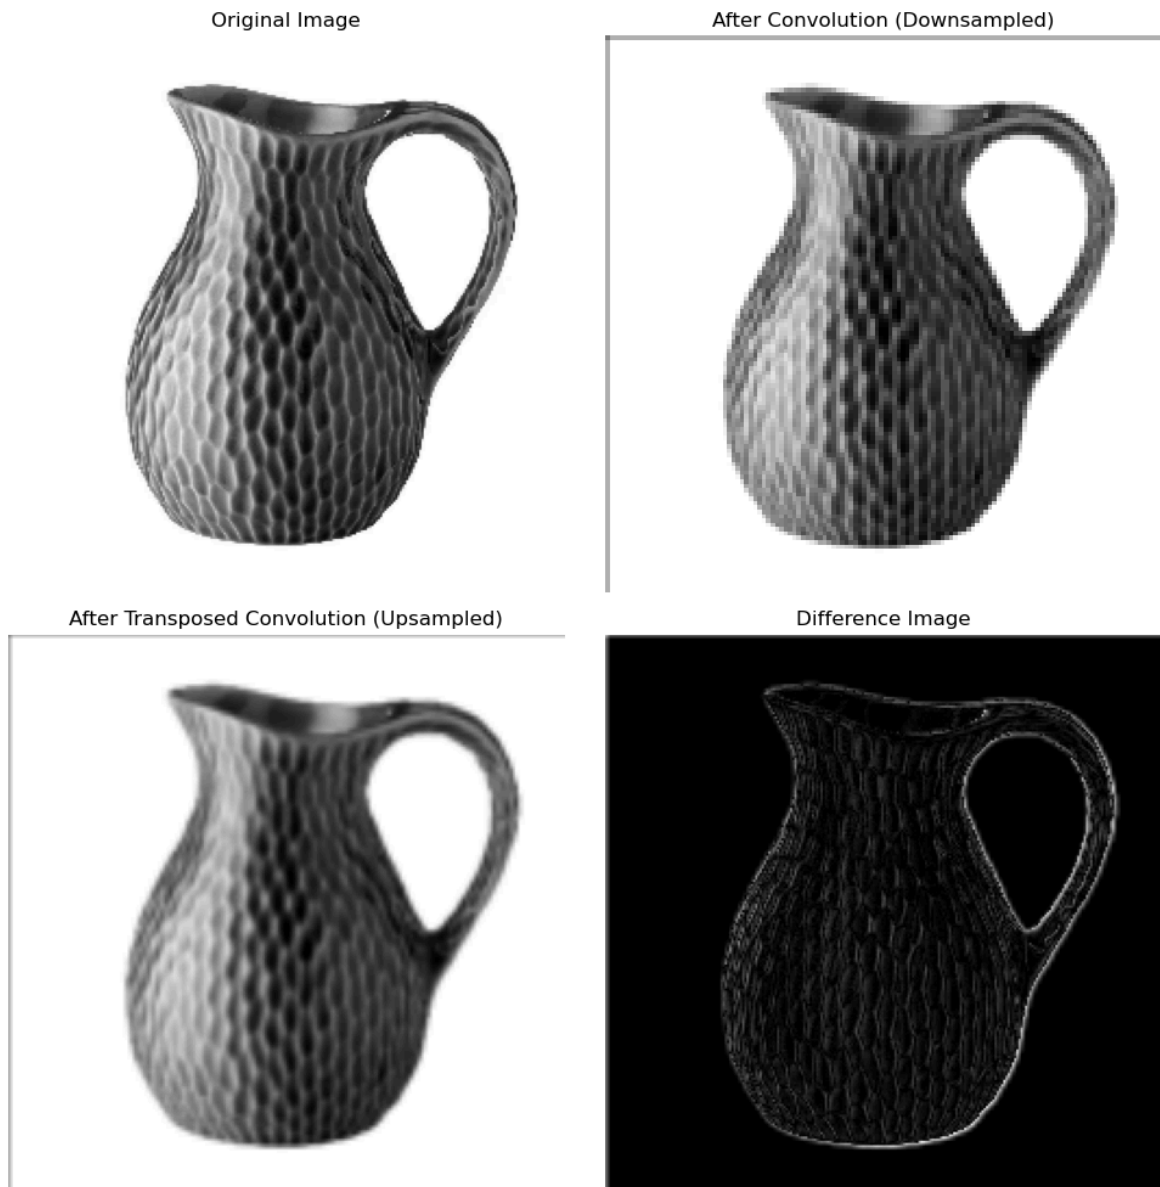 Original Image
After Convolution (Downsampled)
After Transposed Convolution (Upsampled)
Difference Image